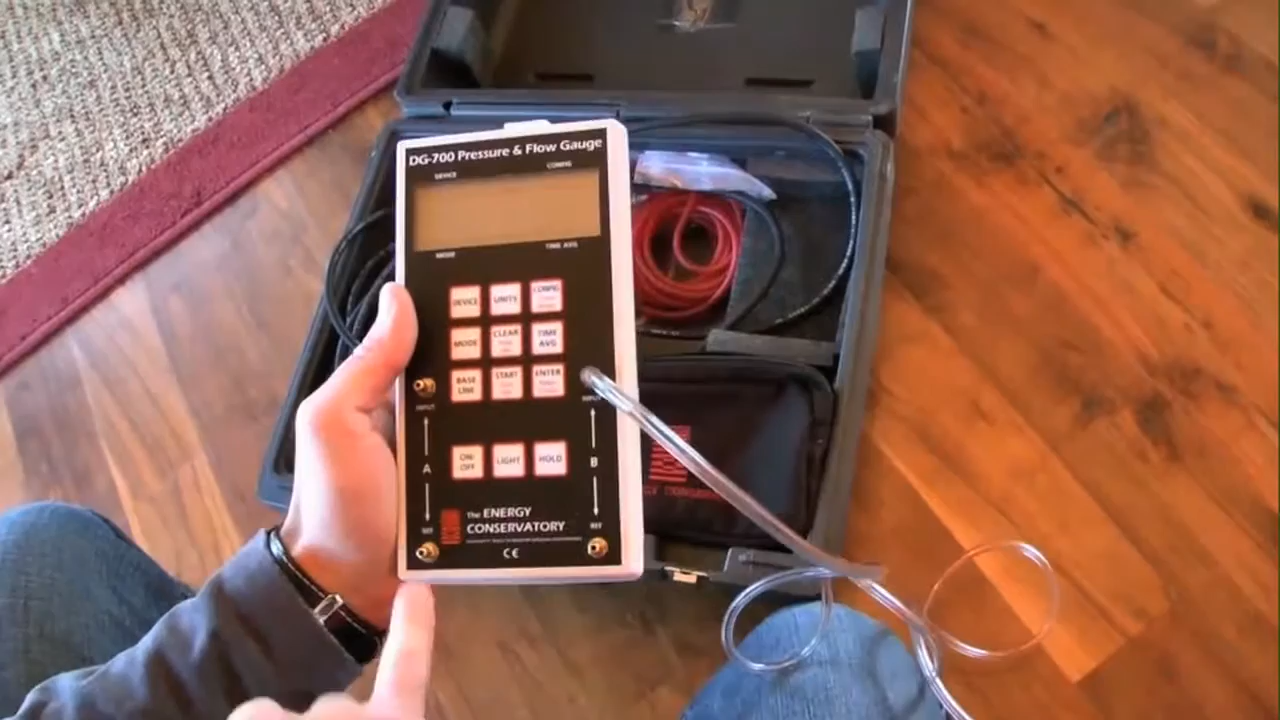 DG-700 Pressure & Flow Gauge
DEVICE CONFIG
MODE TIME AVG
DEVICE UNITS CONFIG
MODE CLEAR TIME AVG
BASE LINE START ENTER
INPUT INPUT
A B
ON/OFF LIGHT HOLD
REF REF
The ENERGY
CONSERVATORY
CE